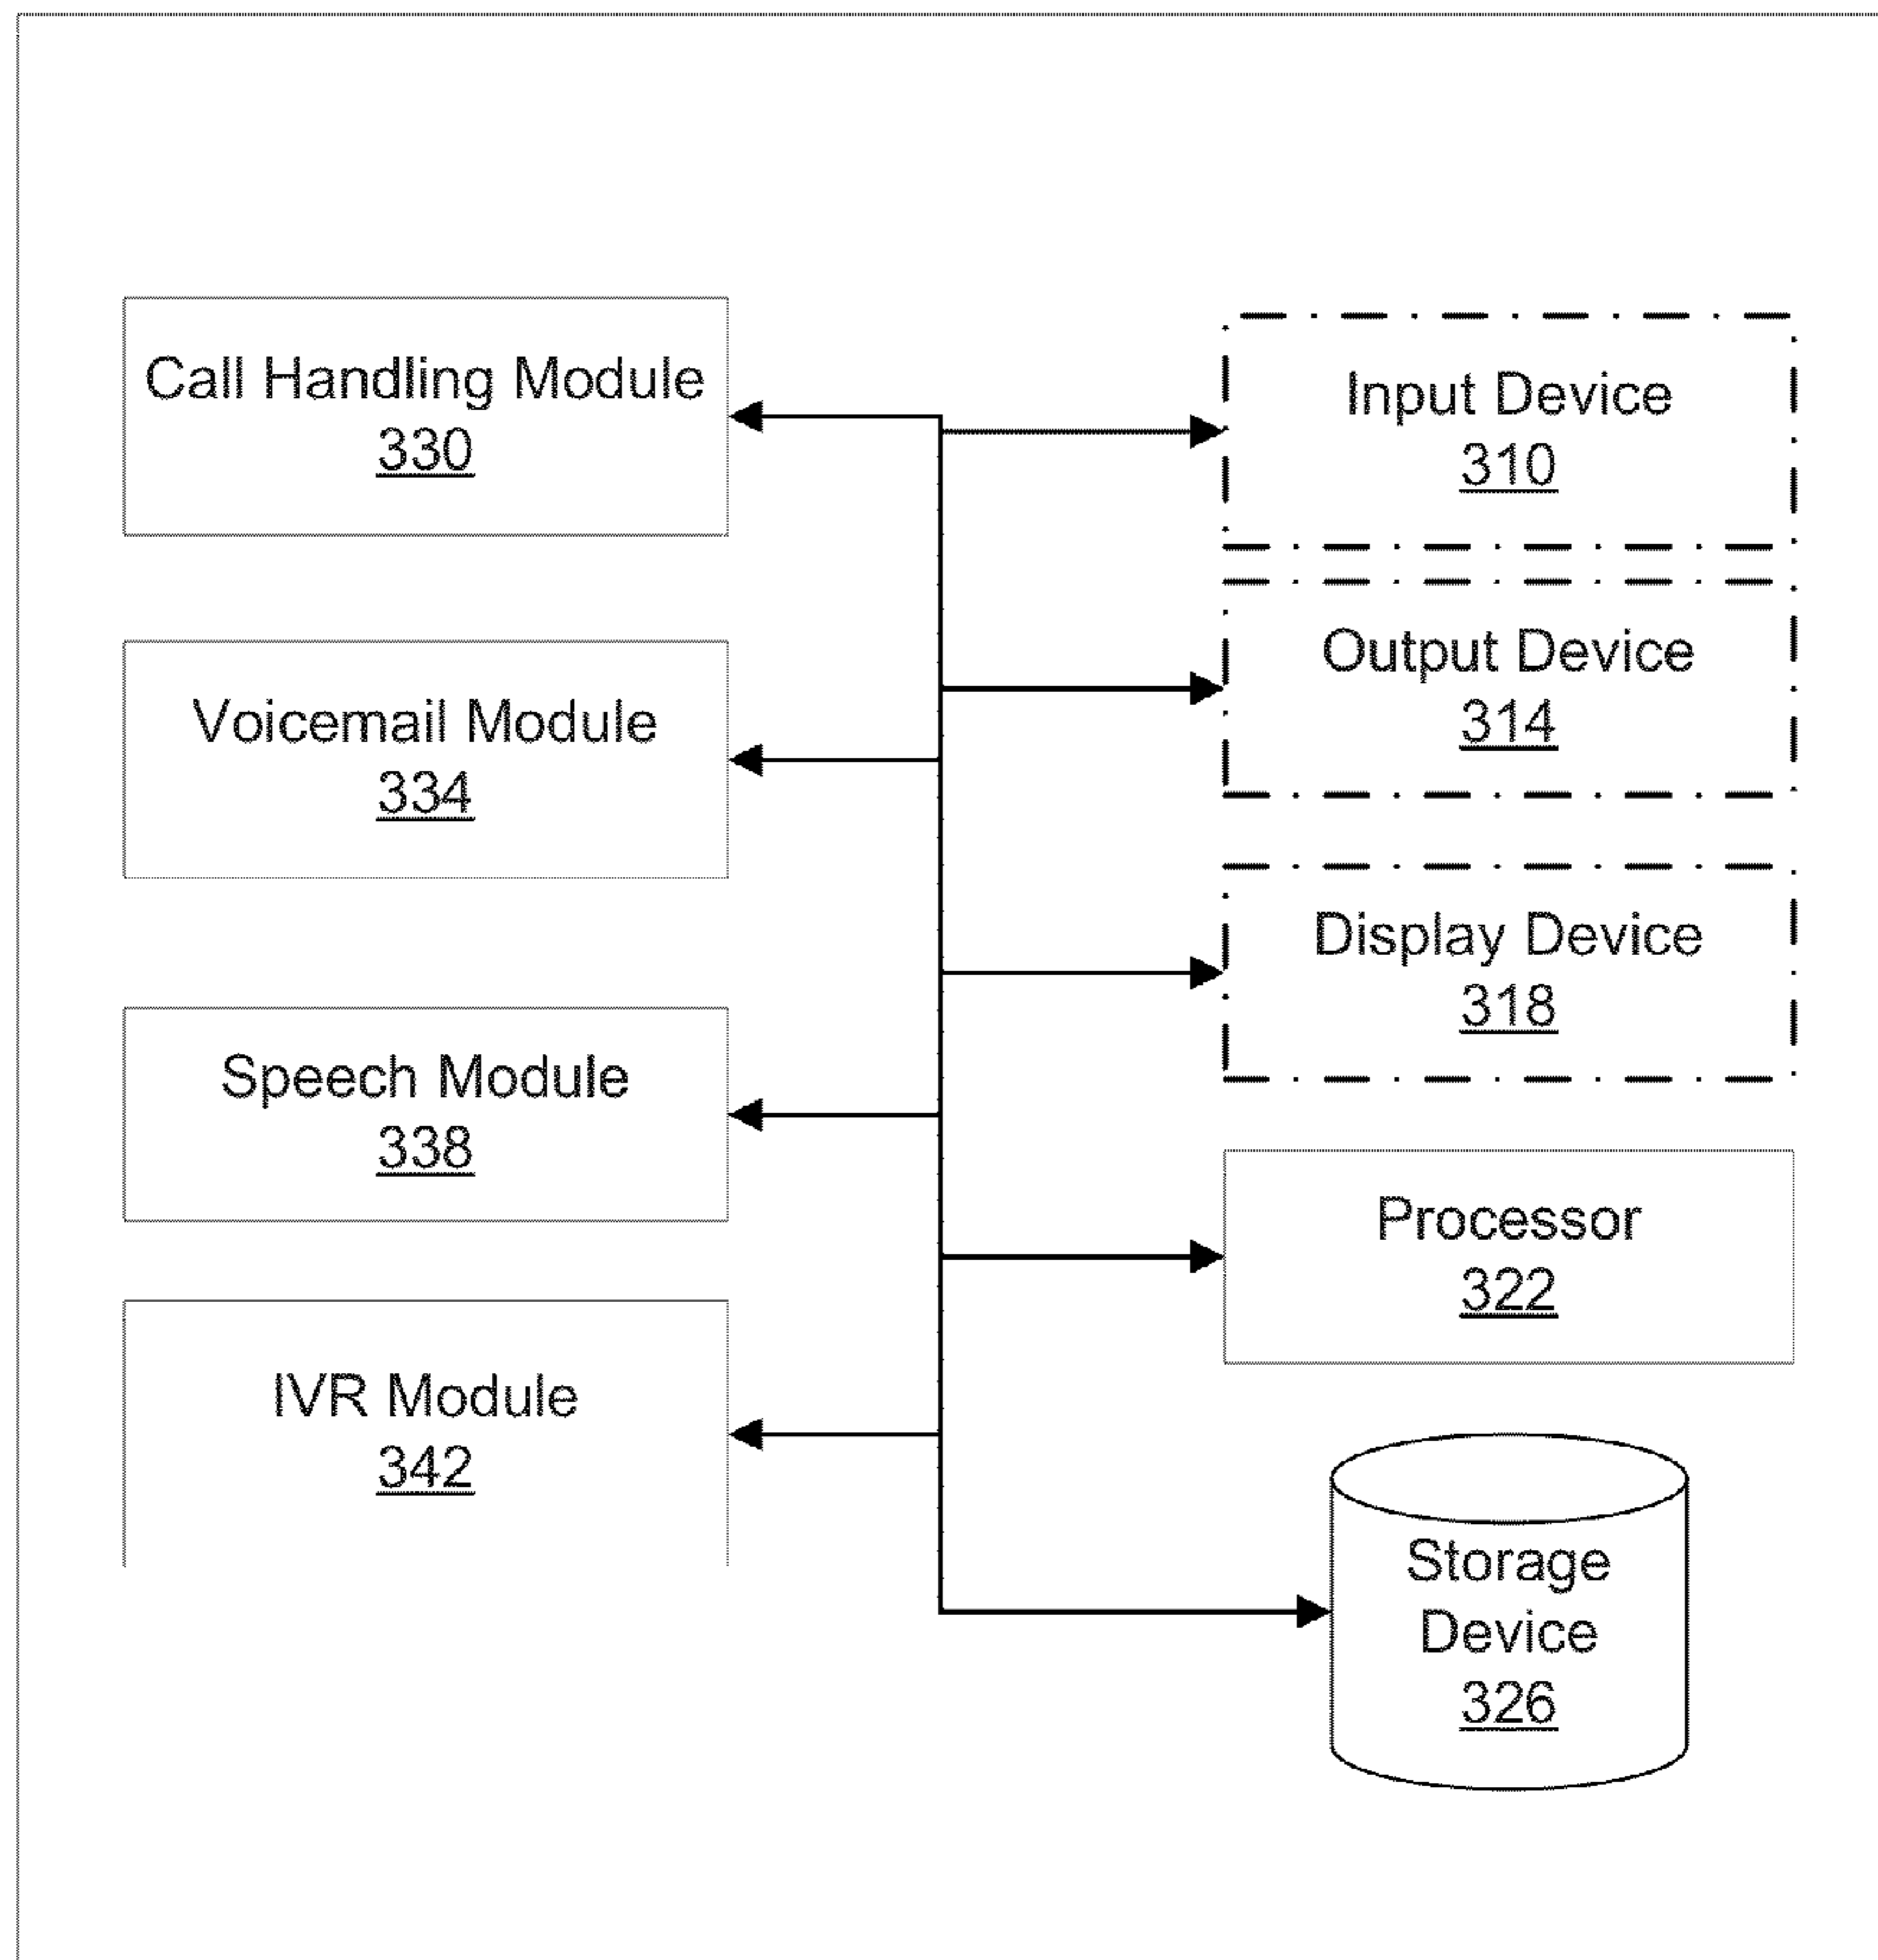 Call Handling Module
330
Voicemail Module
334
Speech Module
338
IVR Module
342
Input Device
310
Output Device
314
Display Device
318
Processor
322
Storage
Device
326